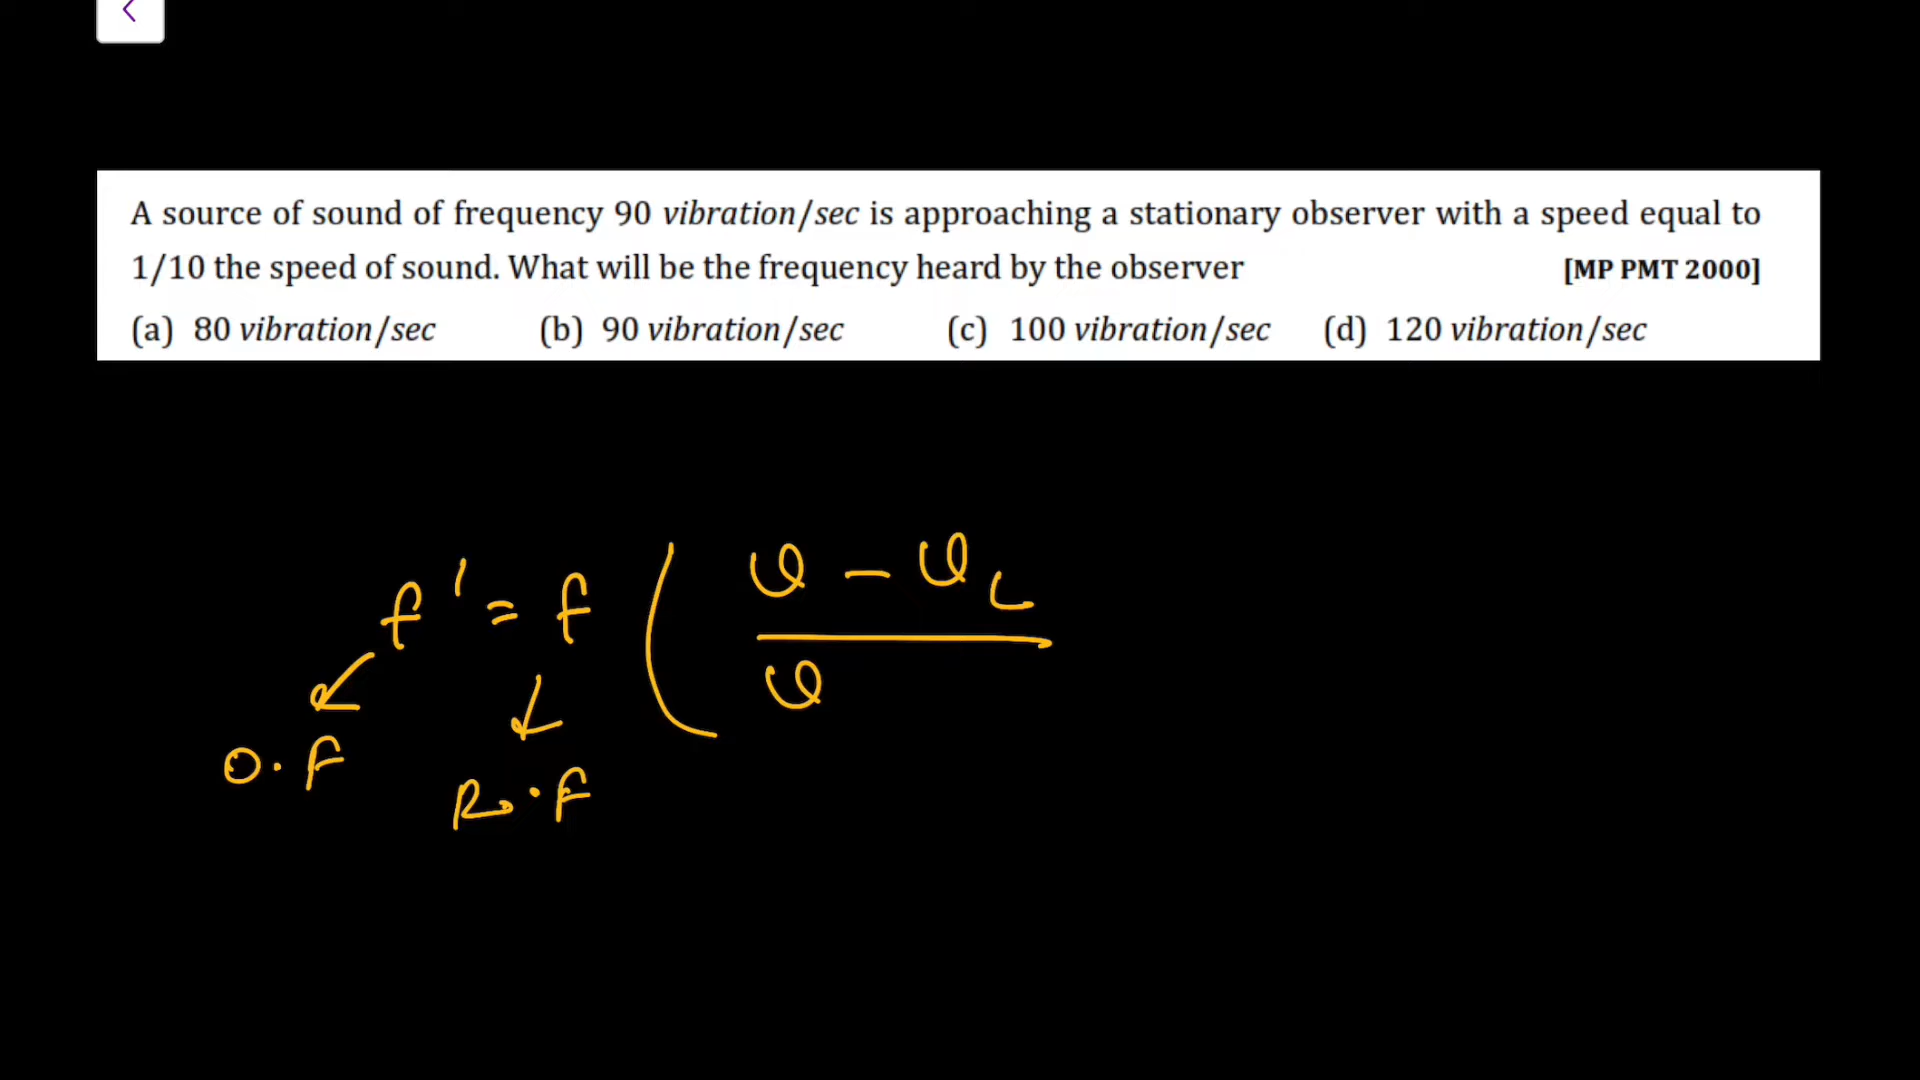 A source of sound of frequency 90 vibration/sec is approaching a stationary observer with a speed equal to
1/10 the speed of sound. What will be the frequency heard by the observer [MP PMT 2000]
(a) 80 vibration/sec (b) 90 vibration/sec (c) 100 vibration/sec (d) 120 vibration/sec
f' = f ( v - v_L
v
O.F
R.F